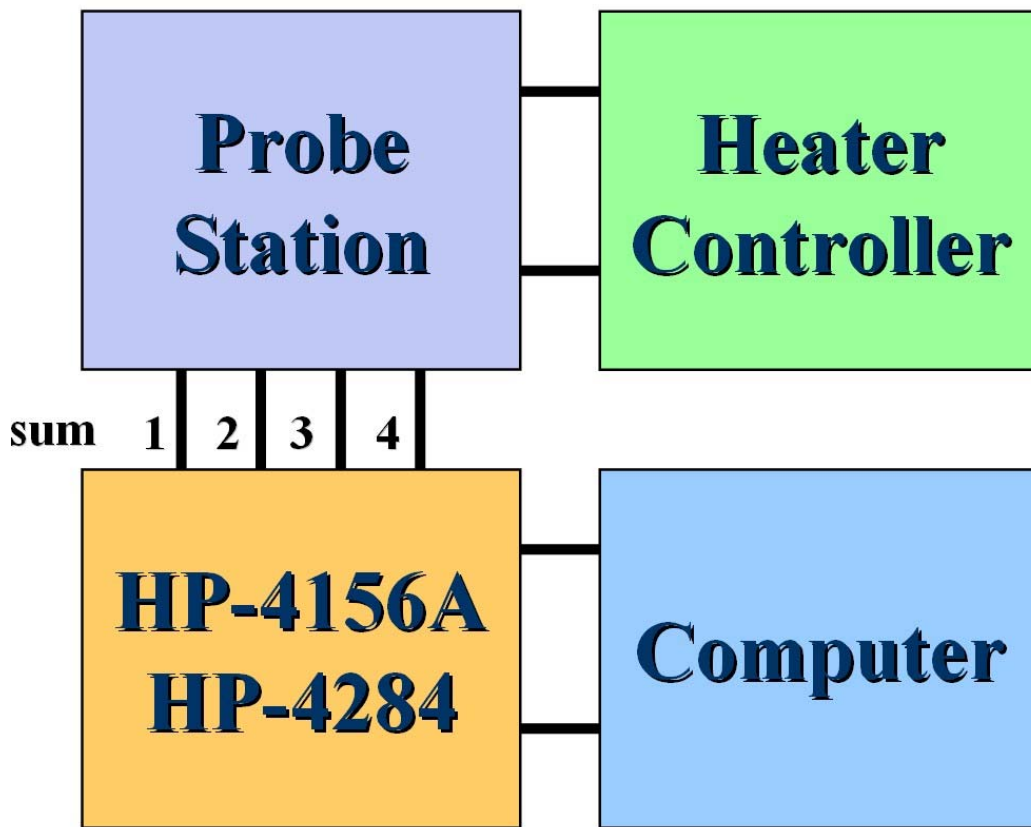 Probe
Station
Heater
Controller
sum 1 2 3 4
HP-4156A
HP-4284
Computer